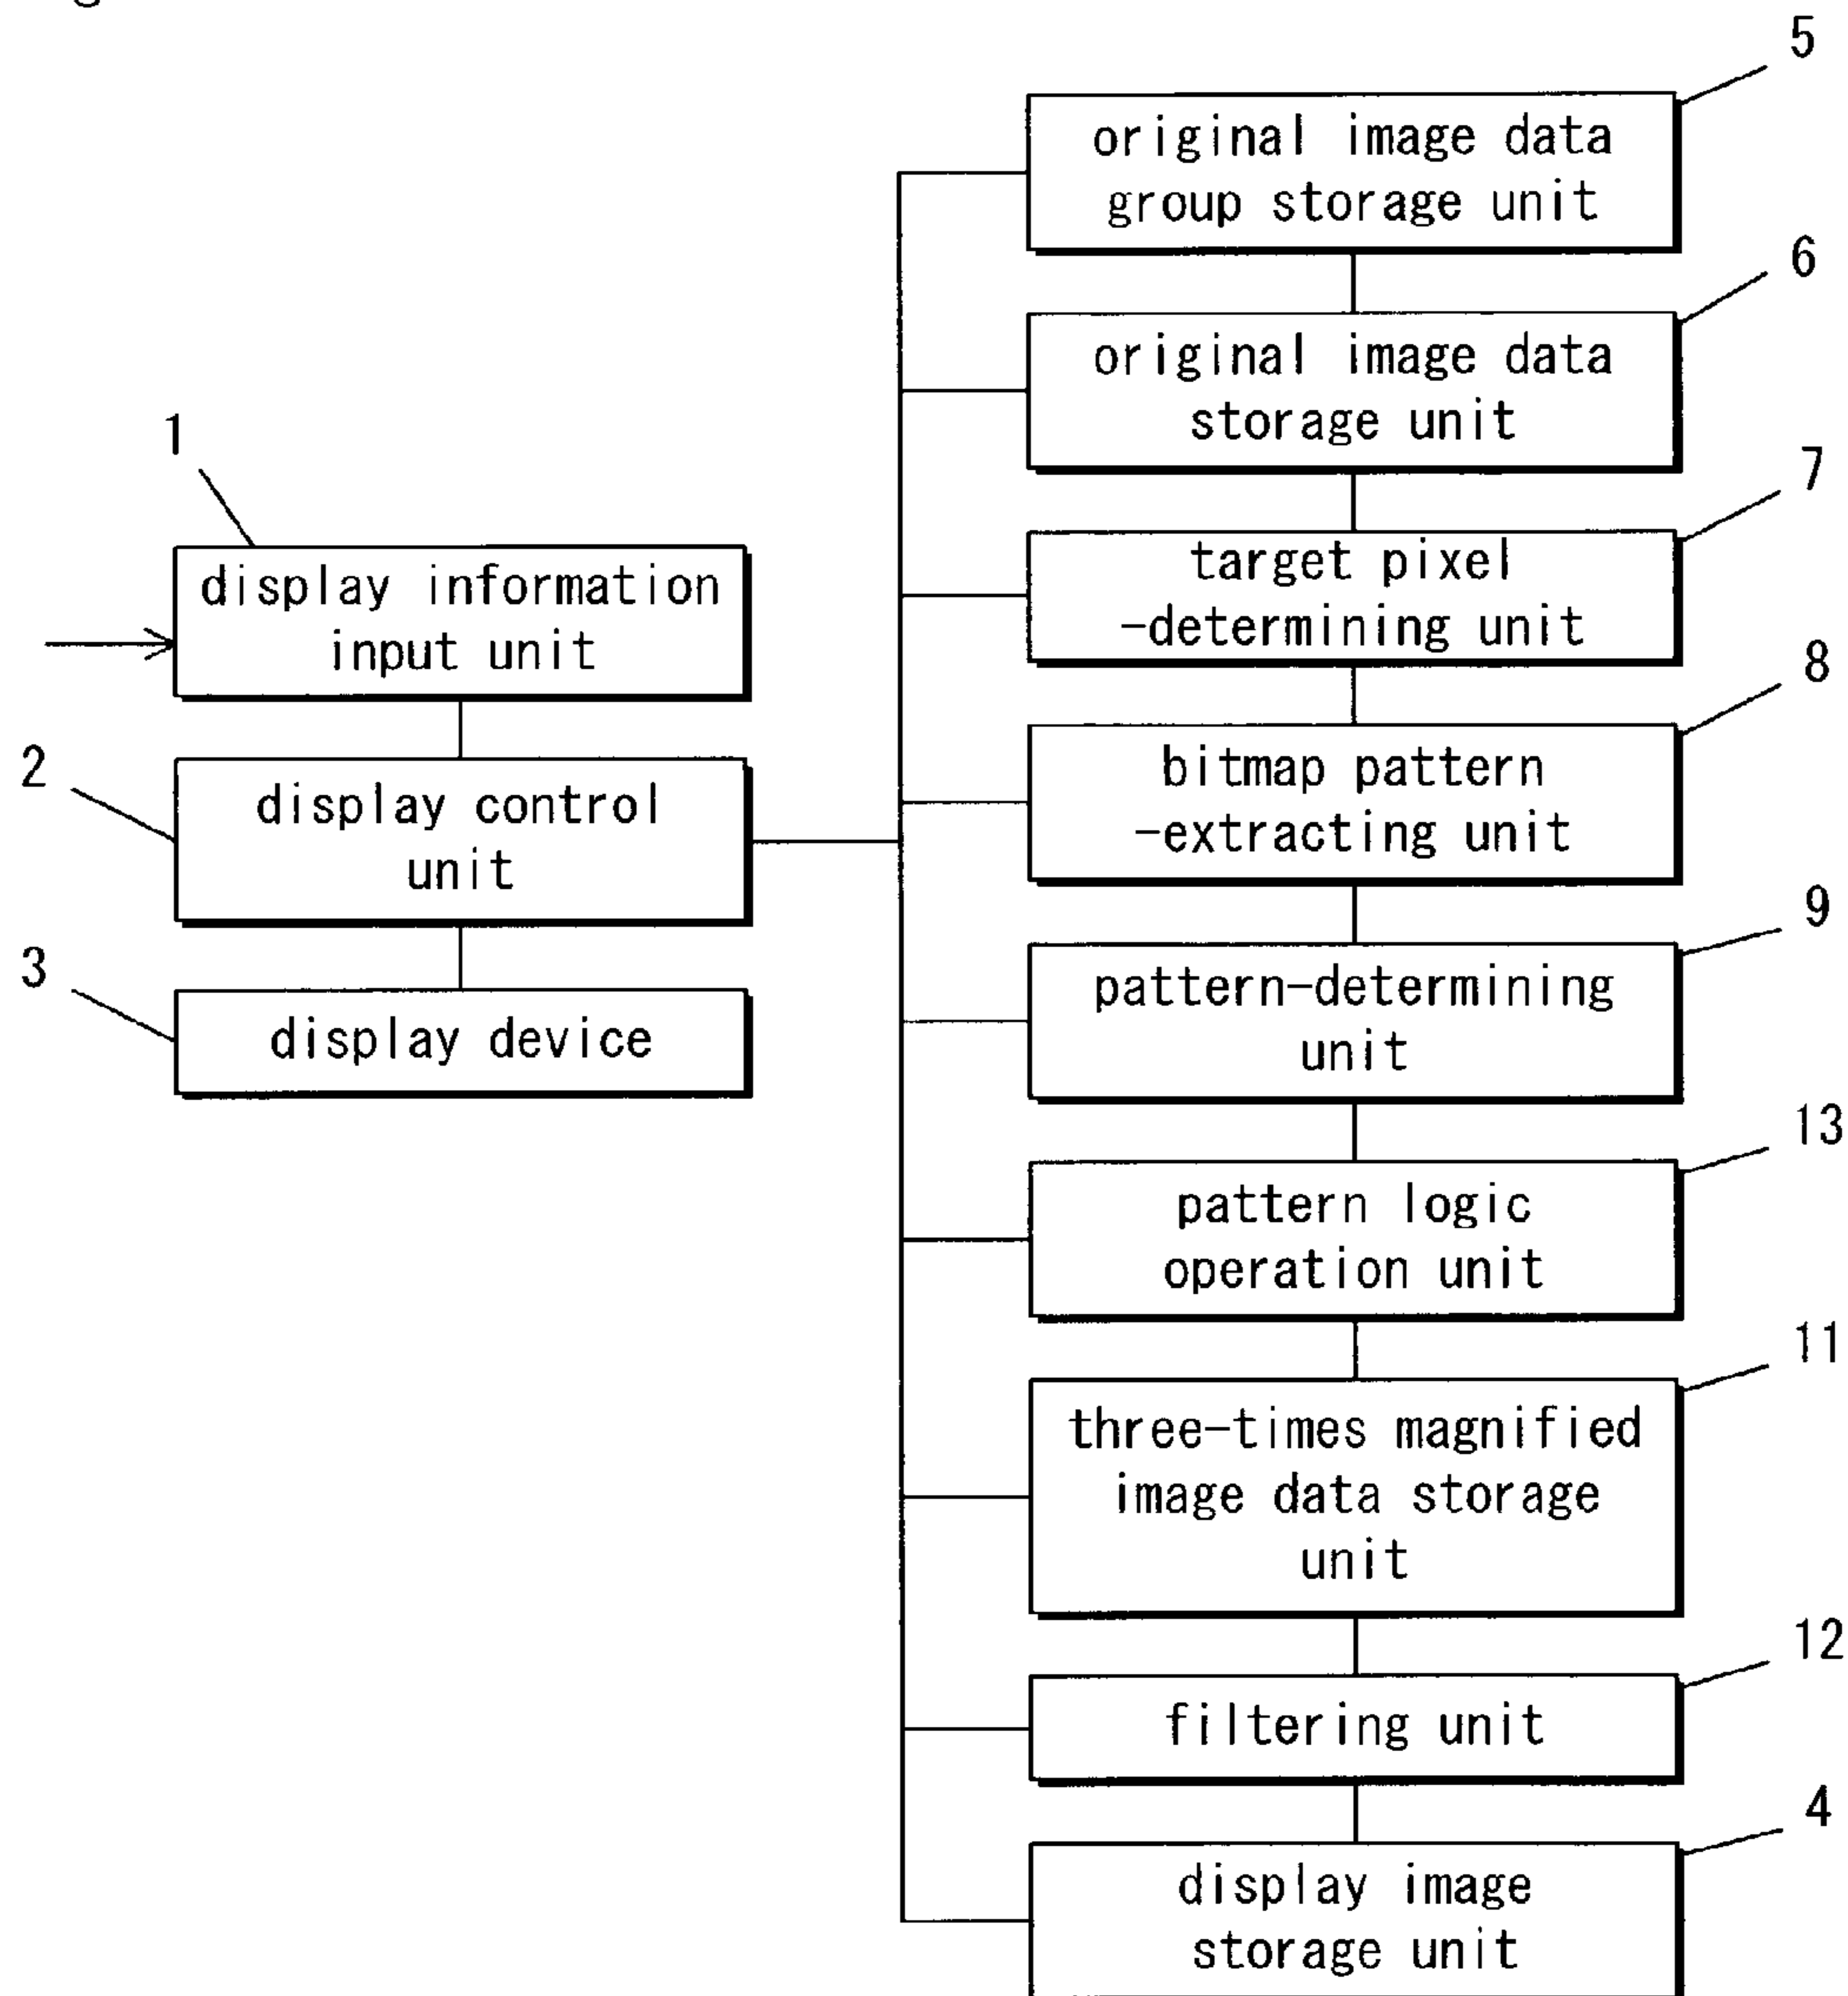 1
display information
input unit
2
display control
unit
3
display device
5
original image data
group storage unit
6
original image data
storage unit
7
target pixel
-determining unit
8
bitmap pattern
-extracting unit
9
pattern-determining
unit
13
pattern logic
operation unit
11
three-times magnified
image data storage
unit
12
filtering unit
4
display image
storage unit